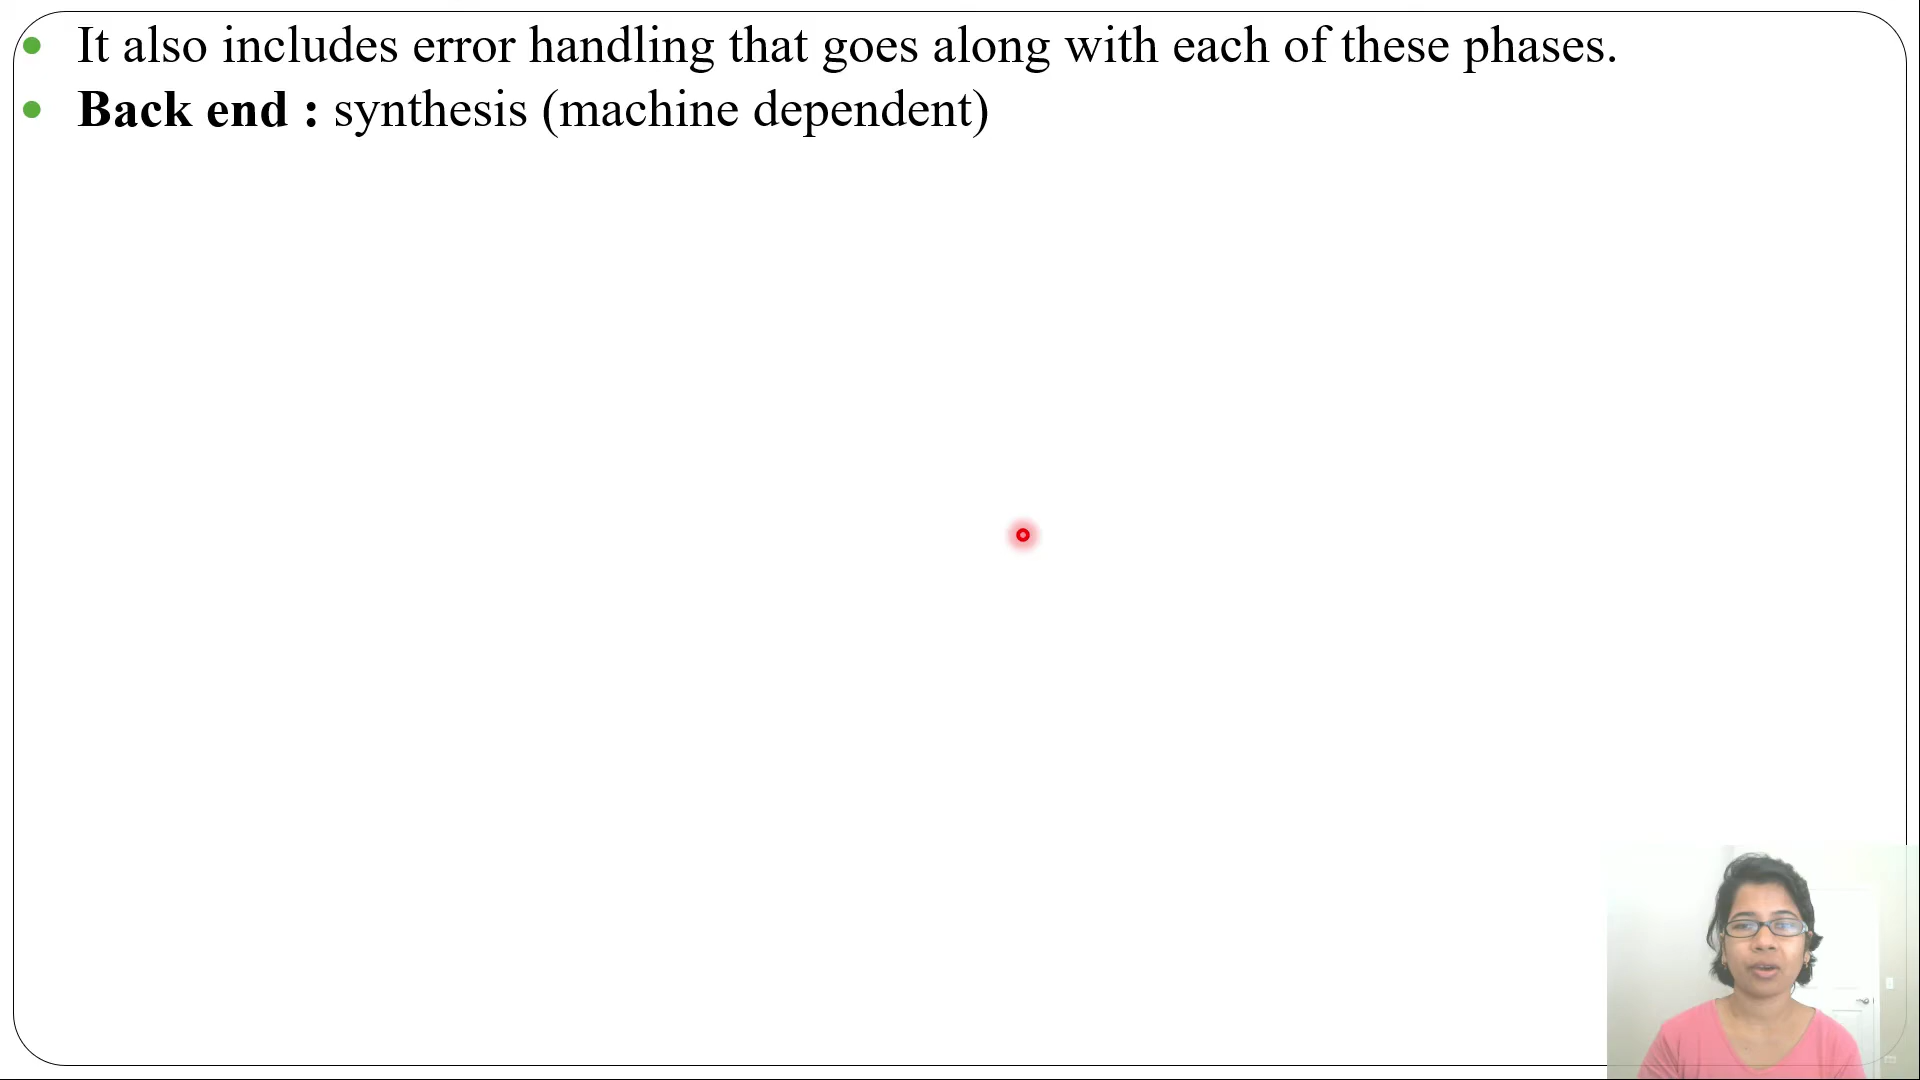 It also includes error handling that goes along with each of these phases.
Back end : synthesis (machine dependent)